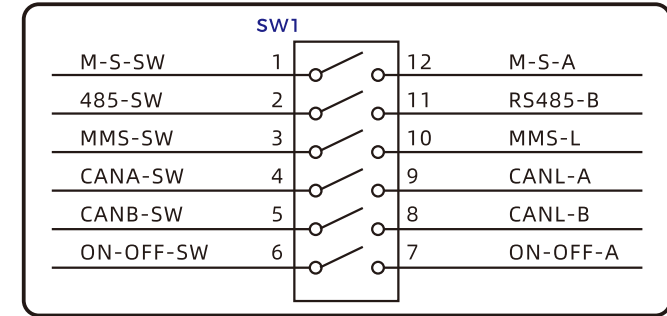 SW1
M-S-SW 1 12 M-S-A
485-SW 2 11 RS485-B
MMS-SW 3 10 MMS-L
CANA-SW 4 9 CANL-A
CANB-SW 5 8 CANL-B
ON-OFF-SW 6 7 ON-OFF-A